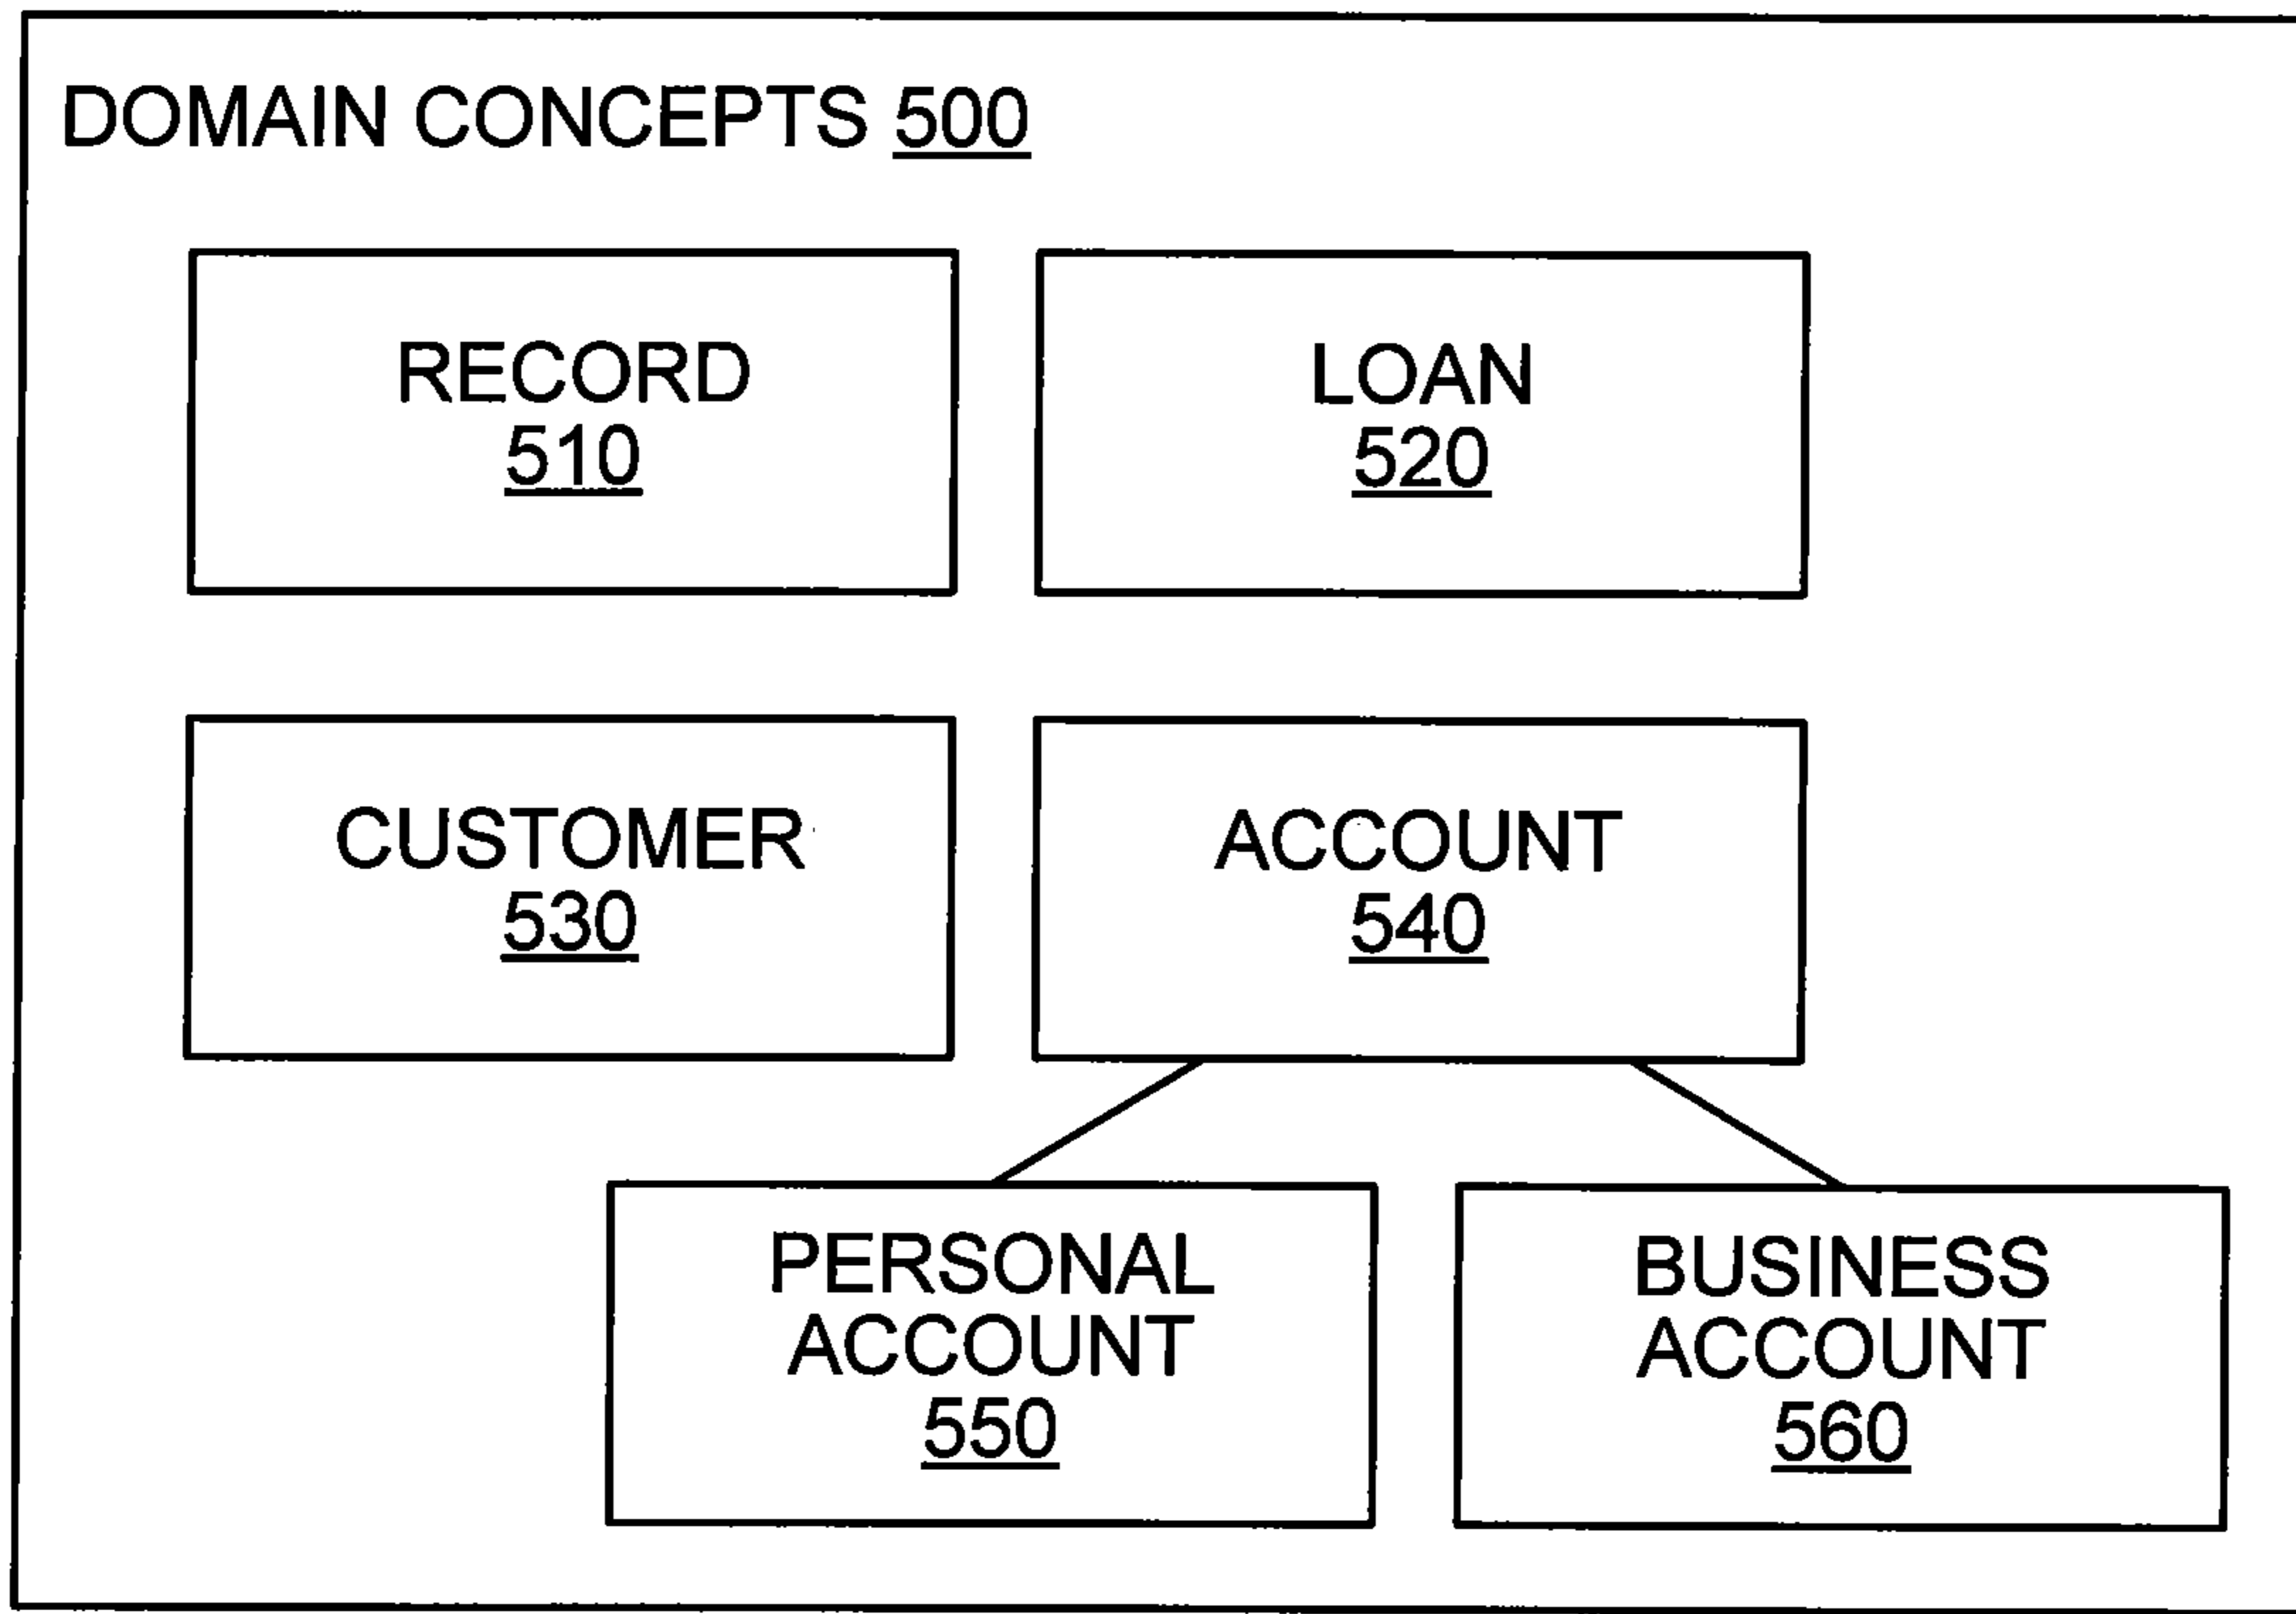 DOMAIN CONCEPTS 500
RECORD
510
LOAN
520
CUSTOMER
530
ACCOUNT
540
PERSONAL
ACCOUNT
550
BUSINESS
ACCOUNT
560